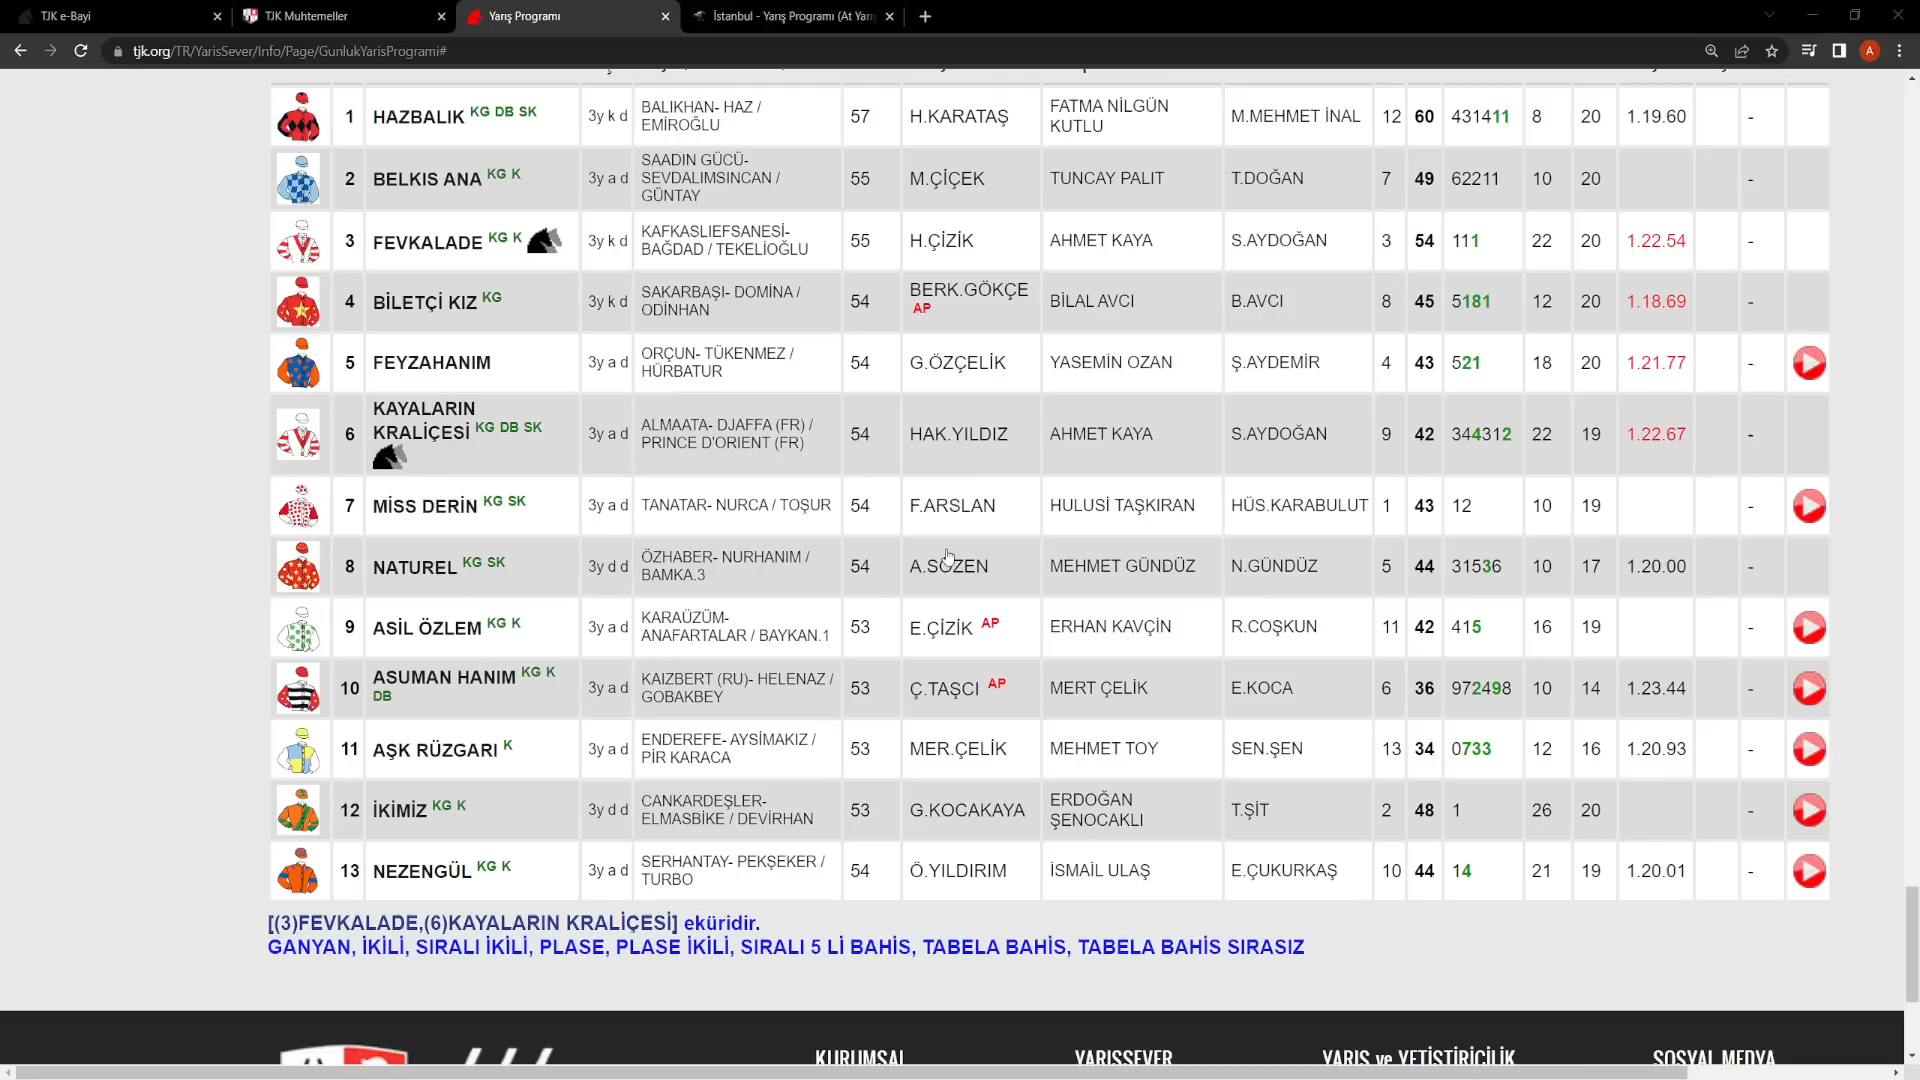 TJK e-Bayi
TJK Muhtemeller
Yarış Programı
İstanbul - Yarış Programı (At Yarış
tjk.org/TR/YarisSever/Info/Page/GunlukYarisProgrami#
A
1 HAZBALIK KG DB SK 3y k d BALIKHAN- HAZ / EMİROĞLU 57 H.KARATAŞ FATMA NİLGÜN KUTLU M.MEHMET İNAL 12 60 431411 8 20 1.19.60 -
2 BELKIS ANA KG K 3y a d SAADIN GÜCÜ- SEVDALIMSINCAN / GÜNTAY 55 M.ÇİÇEK TUNCAY PALIT T.DOĞAN 7 49 62211 10 20 -
3 FEVKALADE KG K 3y k d KAFKASLIEFSANESİ- BAĞDAD / TEKELİOĞLU 55 H.ÇİZİK AHMET KAYA S.AYDOĞAN 3 54 111 22 20 1.22.54 -
4 BİLETÇİ KIZ KG 3y k d SAKARBAŞI- DOMİNA / ODİNHAN 54 BERK.GÖKÇE AP BİLAL AVCI B.AVCI 8 45 5181 12 20 1.18.69 -
5 FEYZAHANIM 3y a d ORÇUN- TÜKENMEZ / HÜRBATUR 54 G.ÖZÇELİK YASEMİN OZAN Ş.AYDEMİR 4 43 521 18 20 1.21.77 -
6 KAYALARIN KRALİÇESİ KG DB SK 3y a d ALMAATA- DJAFFA (FR) / PRINCE D'ORIENT (FR) 54 HAK.YILDIZ AHMET KAYA S.AYDOĞAN 9 42 344312 22 19 1.22.67 -
7 MİSS DERİN KG SK 3y a d TANATAR- NURCA / TOŞUR 54 F.ARSLAN HULUSİ TAŞKIRAN HÜS.KARABULUT 1 43 12 10 19 -
8 NATUREL KG SK 3y d d ÖZHABER- NURHANIM / BAMKA.3 54 A.SÖZEN MEHMET GÜNDÜZ N.GÜNDÜZ 5 44 31536 10 17 1.20.00 -
9 ASİL ÖZLEM KG K 3y a d KARAÜZÜM- ANAFARTALAR / BAYKAN.1 53 E.ÇİZİK AP ERHAN KAVÇİN R.COŞKUN 11 42 415 16 19 -
10 ASUMAN HANIM KG K DB 3y a d KAIZBERT (RU)- HELENAZ / GOBAKBEY 53 Ç.TAŞCI AP MERT ÇELİK E.KOCA 6 36 972498 10 14 1.23.44 -
11 AŞK RÜZGARI K 3y a d ENDEREFE- AYSİMAKIZ / PİR KARACA 53 MER.ÇELİK MEHMET TOY SEN.ŞEN 13 34 0733 12 16 1.20.93 -
12 İKİMİZ KG K 3y d d CANKARDEŞLER- ELMASBİKE / DEVİRHAN 53 G.KOCAKAYA ERDOĞAN ŞENOCAKLI T.ŞİT 2 48 1 26 20 -
13 NEZENGÜL KG K 3y a d SERHANTAY- PEKŞEKER / TURBO 54 Ö.YILDIRIM İSMAİL ULAŞ E.ÇUKURKAŞ 10 44 14 21 19 1.20.01 -
[(3)FEVKALADE,(6)KAYALARIN KRALİÇESİ] eküridir.
GANYAN, İKİLİ, SIRALI İKİLİ, PLASE, PLASE İKİLİ, SIRALI 5 Lİ BAHİS, TABELA BAHİS, TABELA BAHİS SIRASIZ
KURUMSAL YARIŞSEVER YARIŞ ve YETİŞTİRİCİLİK SOSYAL MEDYA